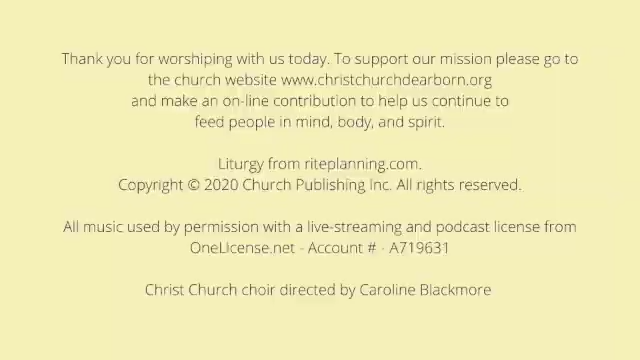 Thank you for worshiping with us today. To support our mission please go to
the church website www.christchurchdearborn.org
and make an on-line contribution to help us continue to
feed people in mind, body, and spirit.
Liturgy from riteplanning.com.
Copyright © 2020 Church Publishing Inc. All rights reserved.
All music used by permission with a live-streaming and podcast license from
OneLicense.net - Account # - A719631
Christ Church choir directed by Caroline Blackmore